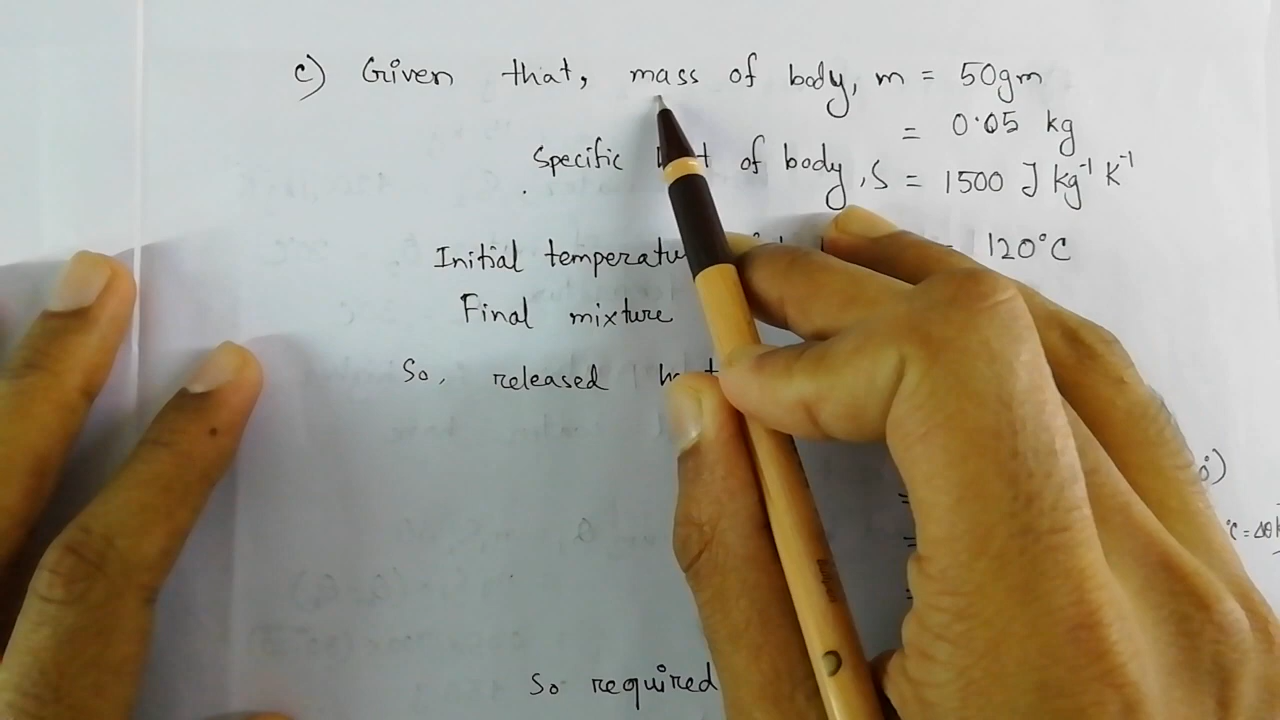 c) Given that, mass of body, m = 50gm
= 0.05 kg
Specific of body, S = 1500 J kg⁻¹ K⁻¹
Initial = 120°C
Final mixture
So, released
°C = Δθ
So required